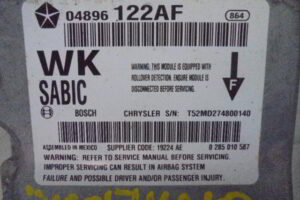 04896 122AF 864
WK
SABIC
WARNING: THIS MODULE IS EQUIPPED WITH
ROLLOVER DETECTION. ENSURE MODULE IS
DISCONNECTED BEFORE SERVICING.
F
BOSCH CHRYSLER S/N: T52MD274800140
ASSEMBLED IN MEXICO SUPPLIER CODE: 19224 AE 0 285 010 587
WARNING: REFER TO SERVICE MANUAL BEFORE SERVICING.
IMPROPER SERVICING CAN RESULT IN AIRBAG SYSTEM
FAILURE AND POSSIBLE DRIVER AND/OR PASSENGER INJURY.